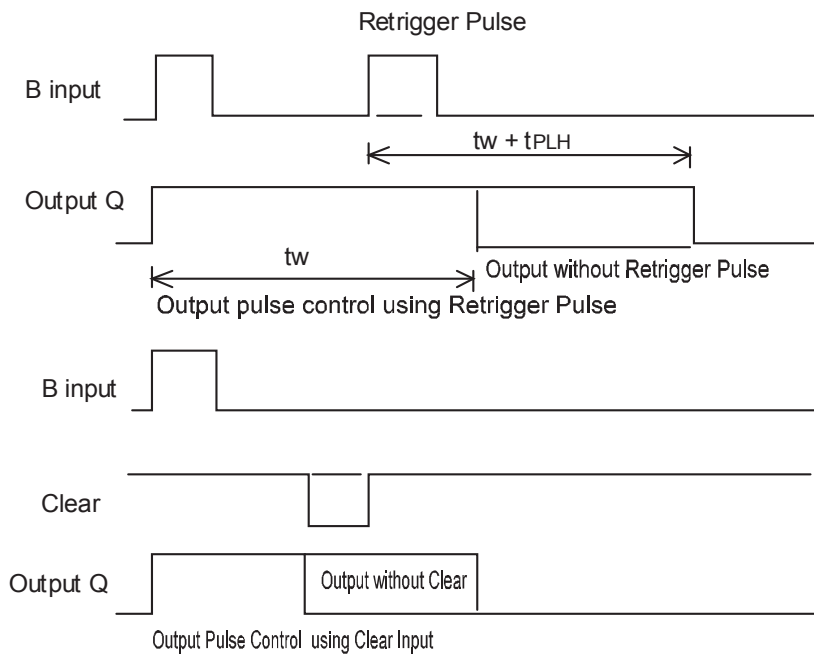 Retrigger Pulse
B input
tw + tPLH
Output Q
tw
Output without Retrigger Pulse
Output pulse control using Retrigger Pulse
B input
Clear
Output Q
Output without Clear
Output Pulse Control using Clear Input